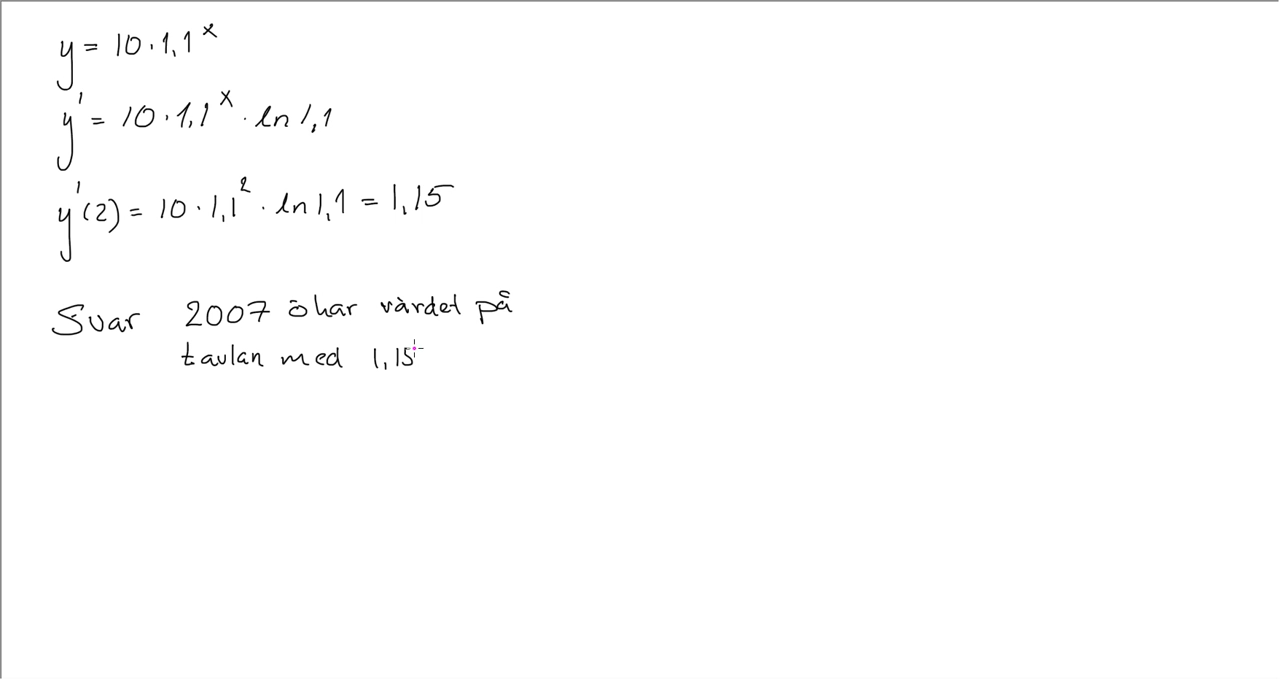 y = 10 · 1,1^x
y' = 10 · 1,1^x · ln 1,1
y'(2) = 10 · 1,1^2 · ln 1,1 = 1,15
Svar 2007 ökar värdet på
tavlan med 1,15